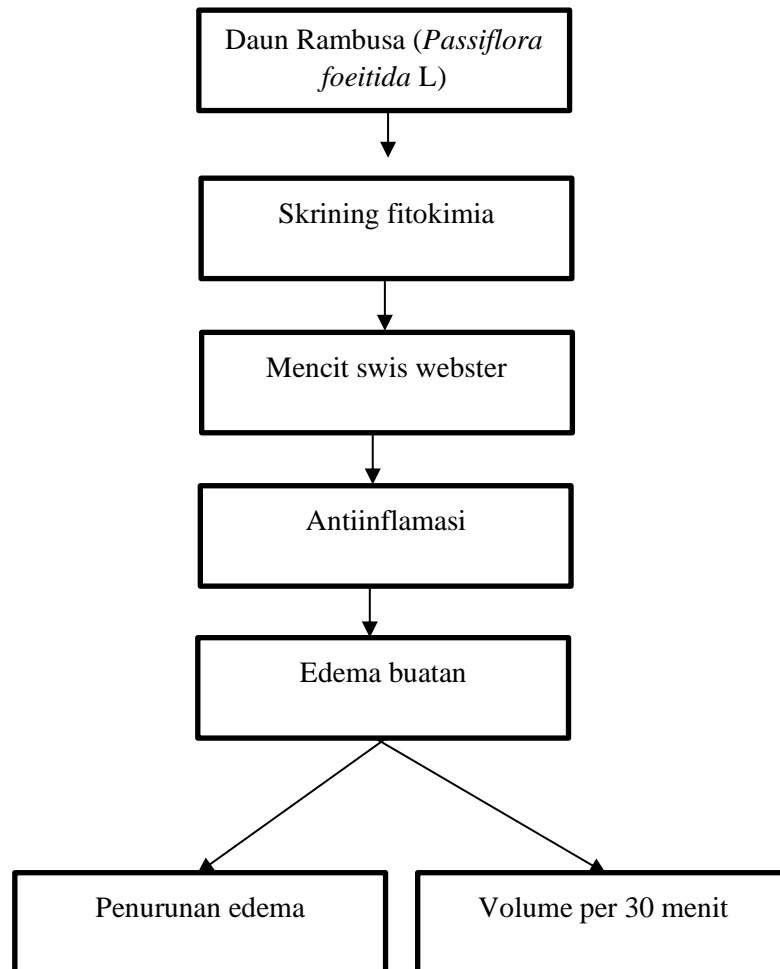 Daun Rambusa (Passiflora
foeitida L)
Skrining fitokimia
Mencit swis webster
Antiinflamasi
Edema buatan
Penurunan edema
Volume per 30 menit